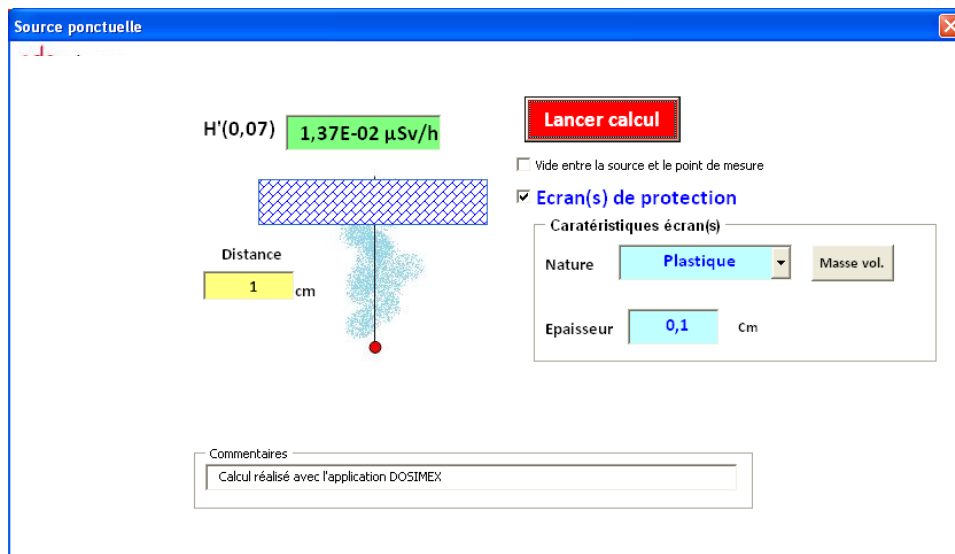 Source ponctuelle
H'(0,07) 1,37E-02 µSv/h
Lancer calcul
Vide entre la source et le point de mesure
Ecran(s) de protection
Caratéristiques écran(s)
Distance
1 cm
Nature Plastique Masse vol.
Epaisseur 0,1 Cm
Commentaires
Calcul réalisé avec l'application DOSIMEX